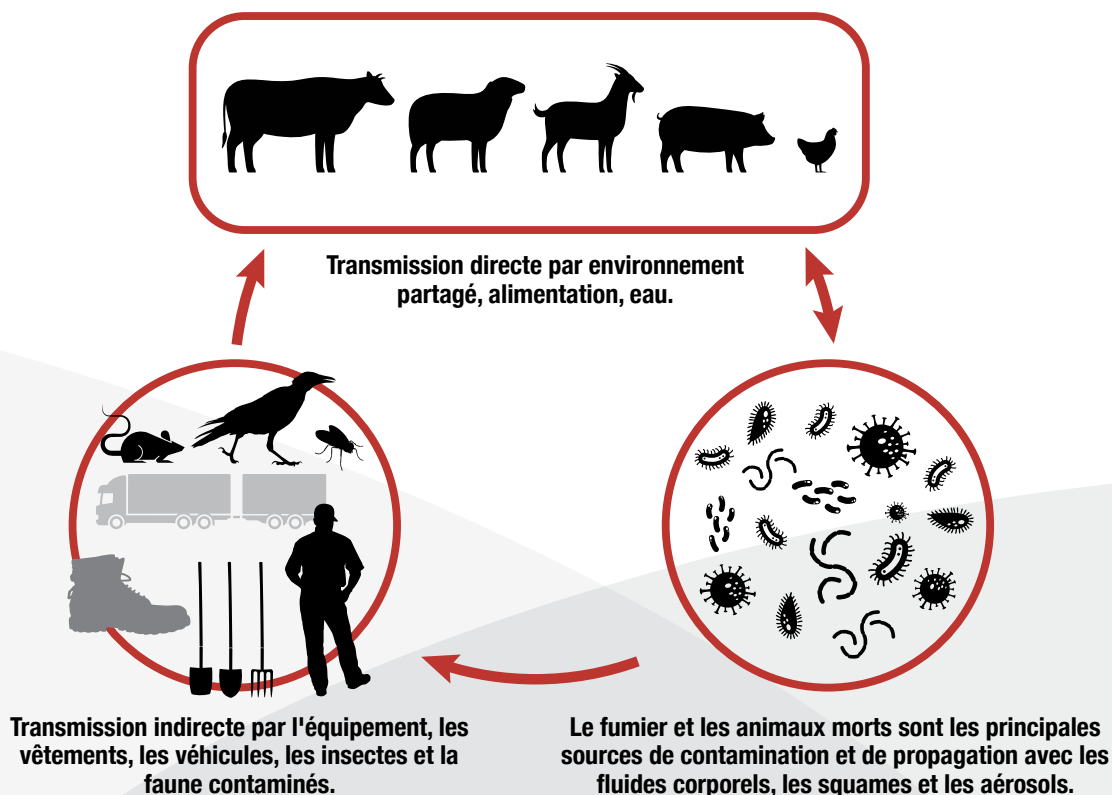 Transmission directe par environnement
partagé, alimentation, eau.
Transmission indirecte par l'équipement, les
vêtements, les véhicules, les insectes et la
faune contaminés.
Le fumier et les animaux morts sont les principales
sources de contamination et de propagation avec les
fluides corporels, les squames et les aérosols.